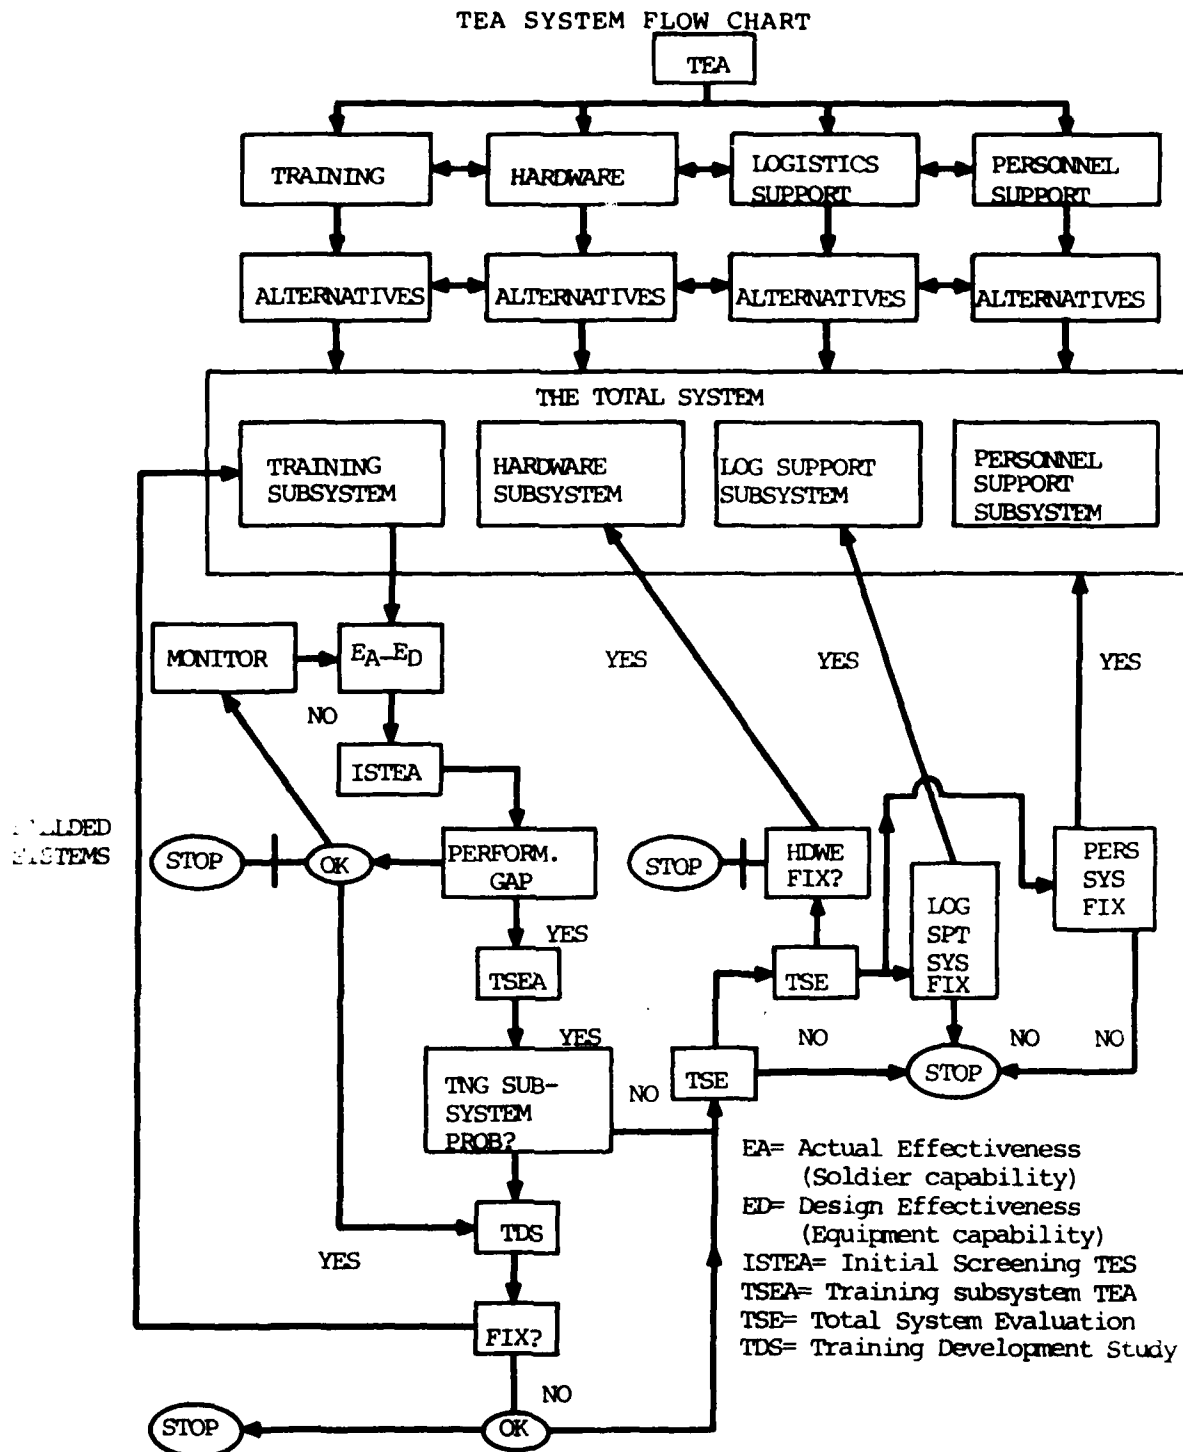 TEA SYSTEM FLOW CHART
TEA
TRAINING
HARDWARE
LOGISTICS
SUPPORT
PERSONNEL
SUPPORT
ALTERNATIVES
ALTERNATIVES
ALTERNATIVES
ALTERNATIVES
THE TOTAL SYSTEM
TRAINING
SUBSYSTEM
HARDWARE
SUBSYSTEM
LOG SUPPORT
SUBSYSTEM
PERSONNEL
SUPPORT
SUBSYSTEM
MONITOR
EA-ED
YES
YES
YES
NO
ISTEA
STOP
OK
PERFORM.
GAP
STOP
HDWE
FIX?
LOG
SPT
SYS
FIX
PERS
SYS
FIX
YES
TSEA
TSE
YES
NO
NO
NO
TNG SUB-
SYSTEM
PROB?
NO
TSE
STOP
TDS
YES
FIX?
NO
STOP
OK
EA= Actual Effectiveness
(Soldier capability)
ED= Design Effectiveness
(Equipment capability)
ISTEA= Initial Screening TES
TSEA= Training subsystem TEA
TSE= Total System Evaluation
TDS= Training Development Study